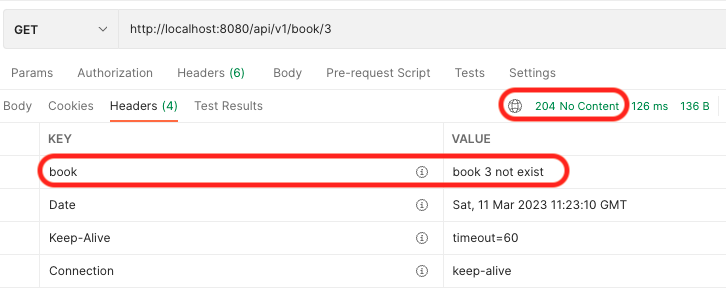 GET http://localhost:8080/api/v1/book/3
Params Authorization Headers (6) Body Pre-request Script Tests Settings
Body Cookies Headers (4) Test Results 204 No Content 126 ms 136 B
KEY VALUE
book book 3 not exist
Date Sat, 11 Mar 2023 11:23:10 GMT
Keep-Alive timeout=60
Connection keep-alive